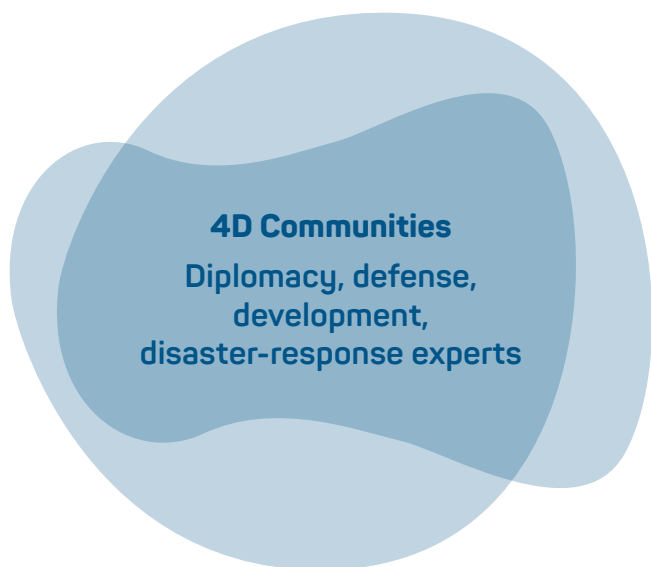 4D Communities
Diplomacy, defense,
development,
disaster-response experts